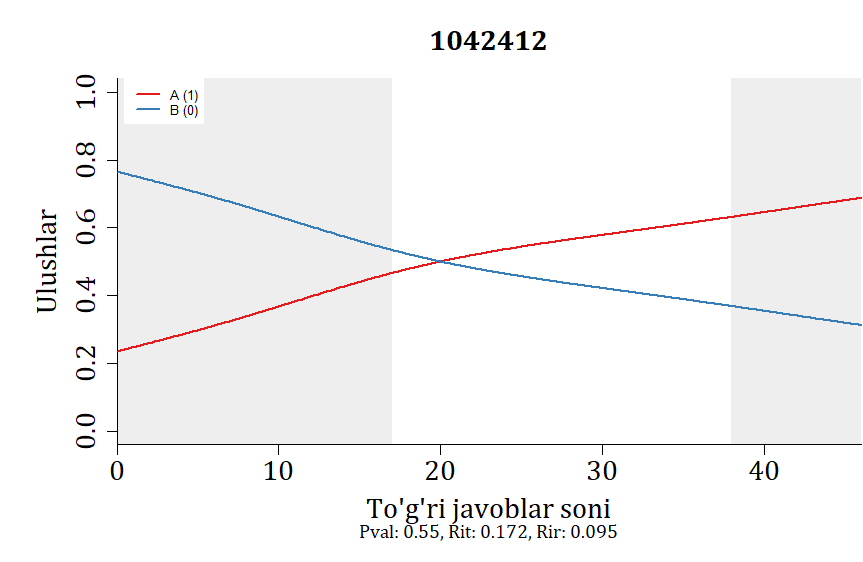 1042412
A (1)
B (0)
Ulushlar
1.0
0.8
0.6
0.4
0.2
0.0
0 10 20 30 40
To'g'ri javoblar soni
Pval: 0.55, Rit: 0.172, Rir: 0.095